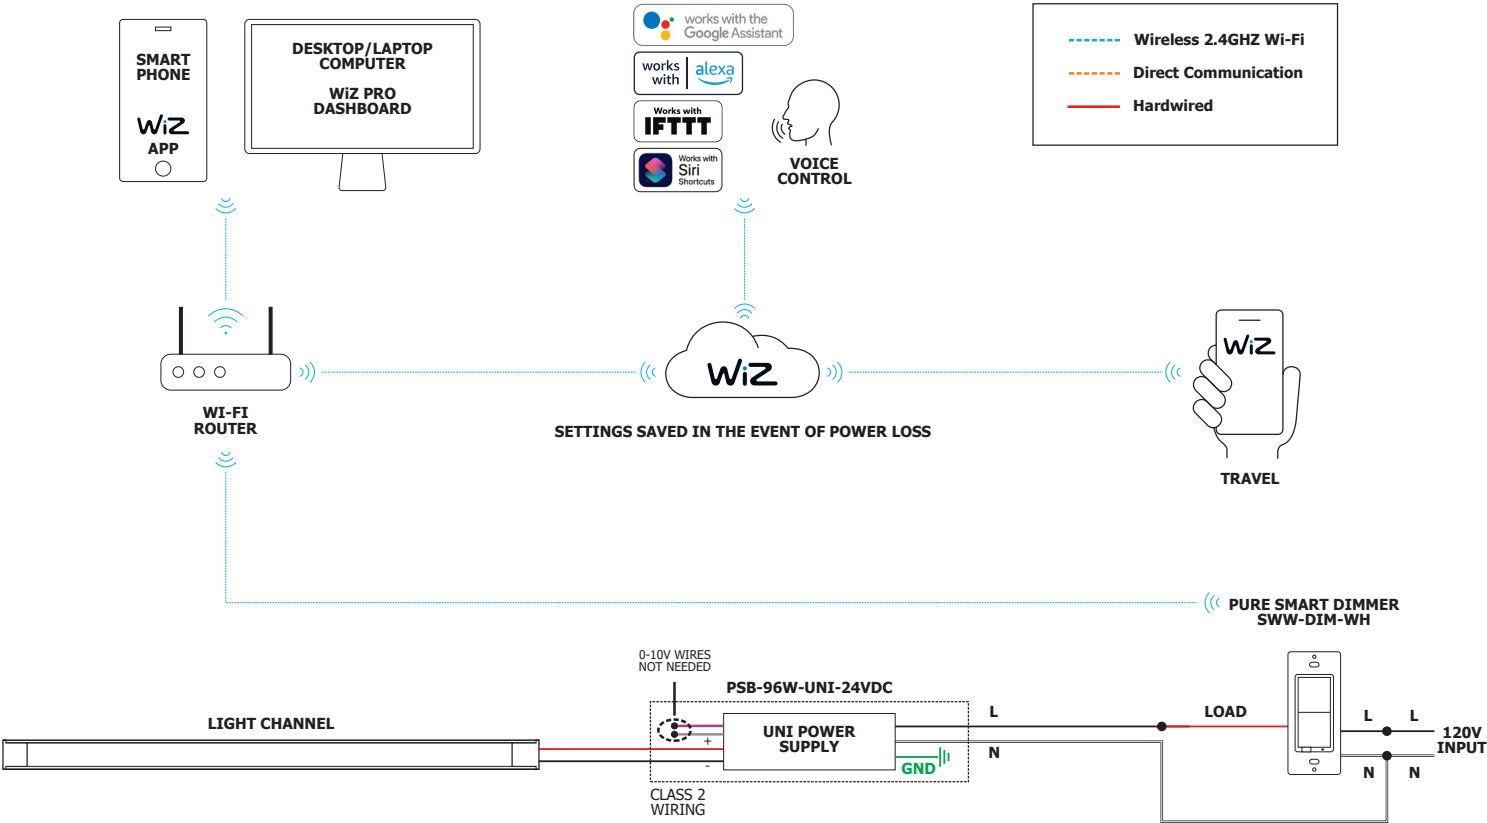 SMART
PHONE
WiZ
APP
DESKTOP/LAPTOP
COMPUTER
WiZ PRO
DASHBOARD
works with the
Google Assistant
works
with
alexa
Works with
IFTTT
Works with
Siri
Shortcuts
VOICE
CONTROL
Wireless 2.4GHZ Wi-Fi
Direct Communication
Hardwired
WI-FI
ROUTER
WiZ
SETTINGS SAVED IN THE EVENT OF POWER LOSS
WiZ
TRAVEL
PURE SMART DIMMER
SWW-DIM-WH
0-10V WIRES
NOT NEEDED
PSB-96W-UNI-24VDC
LIGHT CHANNEL
UNI POWER
SUPPLY
+
-
GND
CLASS 2
WIRING
L
N
LOAD
L
L
120V
INPUT
N
N